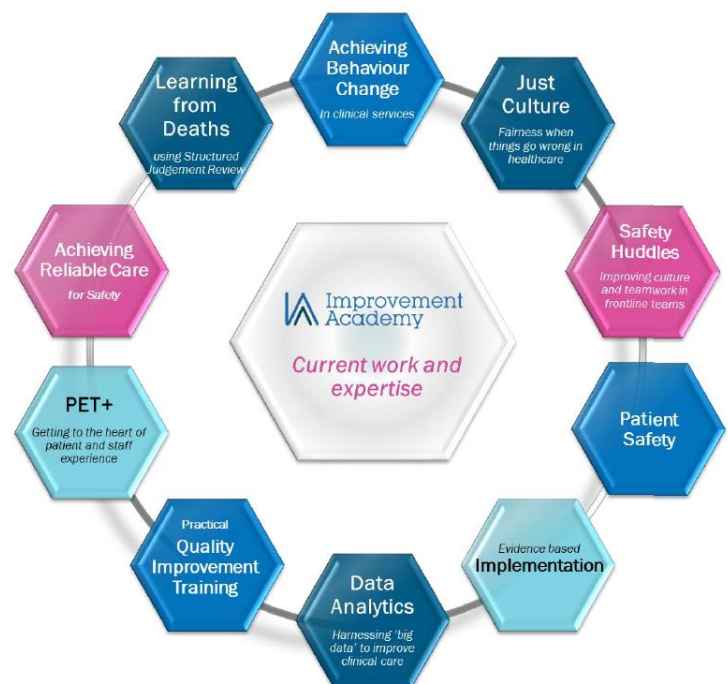 Achieving
Behaviour
Change
In clinical services
Just
Culture
Fairness when
things go wrong in
healthcare
Safety
Huddles
Improving culture
and teamwork in
frontline teams
Patient
Safety
Evidence based
Implementation
Data
Analytics
Harnessing 'big
data' to improve
clinical care
Practical
Quality
Improvement
Training
PET+
Getting to the heart of
patient and staff
experience
Achieving
Reliable Care
for Safety
Learning
from
Deaths
using Structured
Judgement Review
IA Improvement
Academy
Current work and
expertise